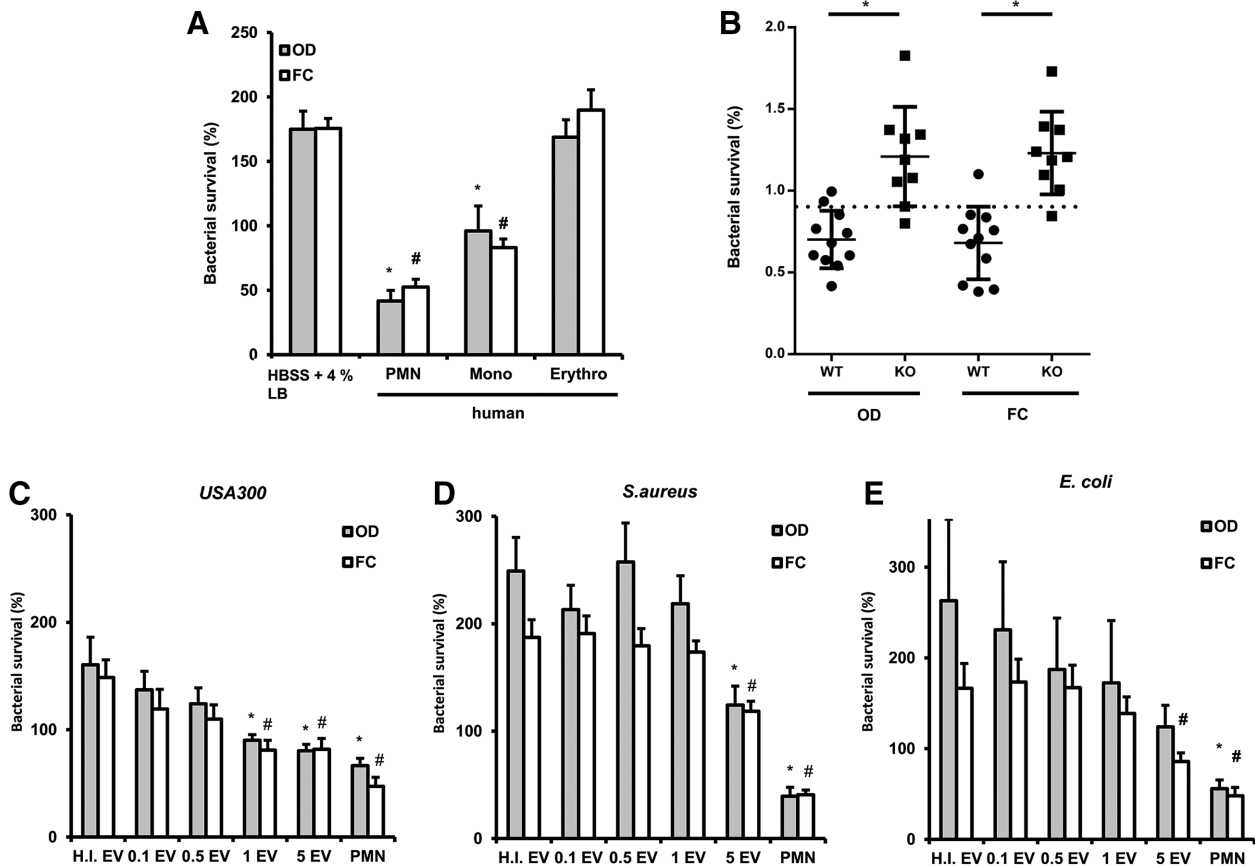 A
250
200
150
100
50
0
Bacterial survival (%)
OD
FC
*
#
*
#
HBSS + 4 %
LB
PMN
Mono
Erythro
human
B
*
*
2.0
1.5
1.0
0.5
0.0
Bacterial survival (%)
WT
KO
WT
KO
OD
FC
C
USA300
300
200
100
0
Bacterial survival (%)
OD
FC
*
#
*
#
*
#
H.I. EV
0.1 EV
0.5 EV
1 EV
5 EV
PMN
D
S.aureus
300
200
100
0
Bacterial survival (%)
OD
FC
*
#
*
#
H.I. EV
0.1 EV
0.5 EV
1 EV
5 EV
PMN
E
E. coli
300
200
100
0
Bacterial survival (%)
OD
FC
#
*
#
H.I. EV
0.1 EV
0.5 EV
1 EV
5 EV
PMN